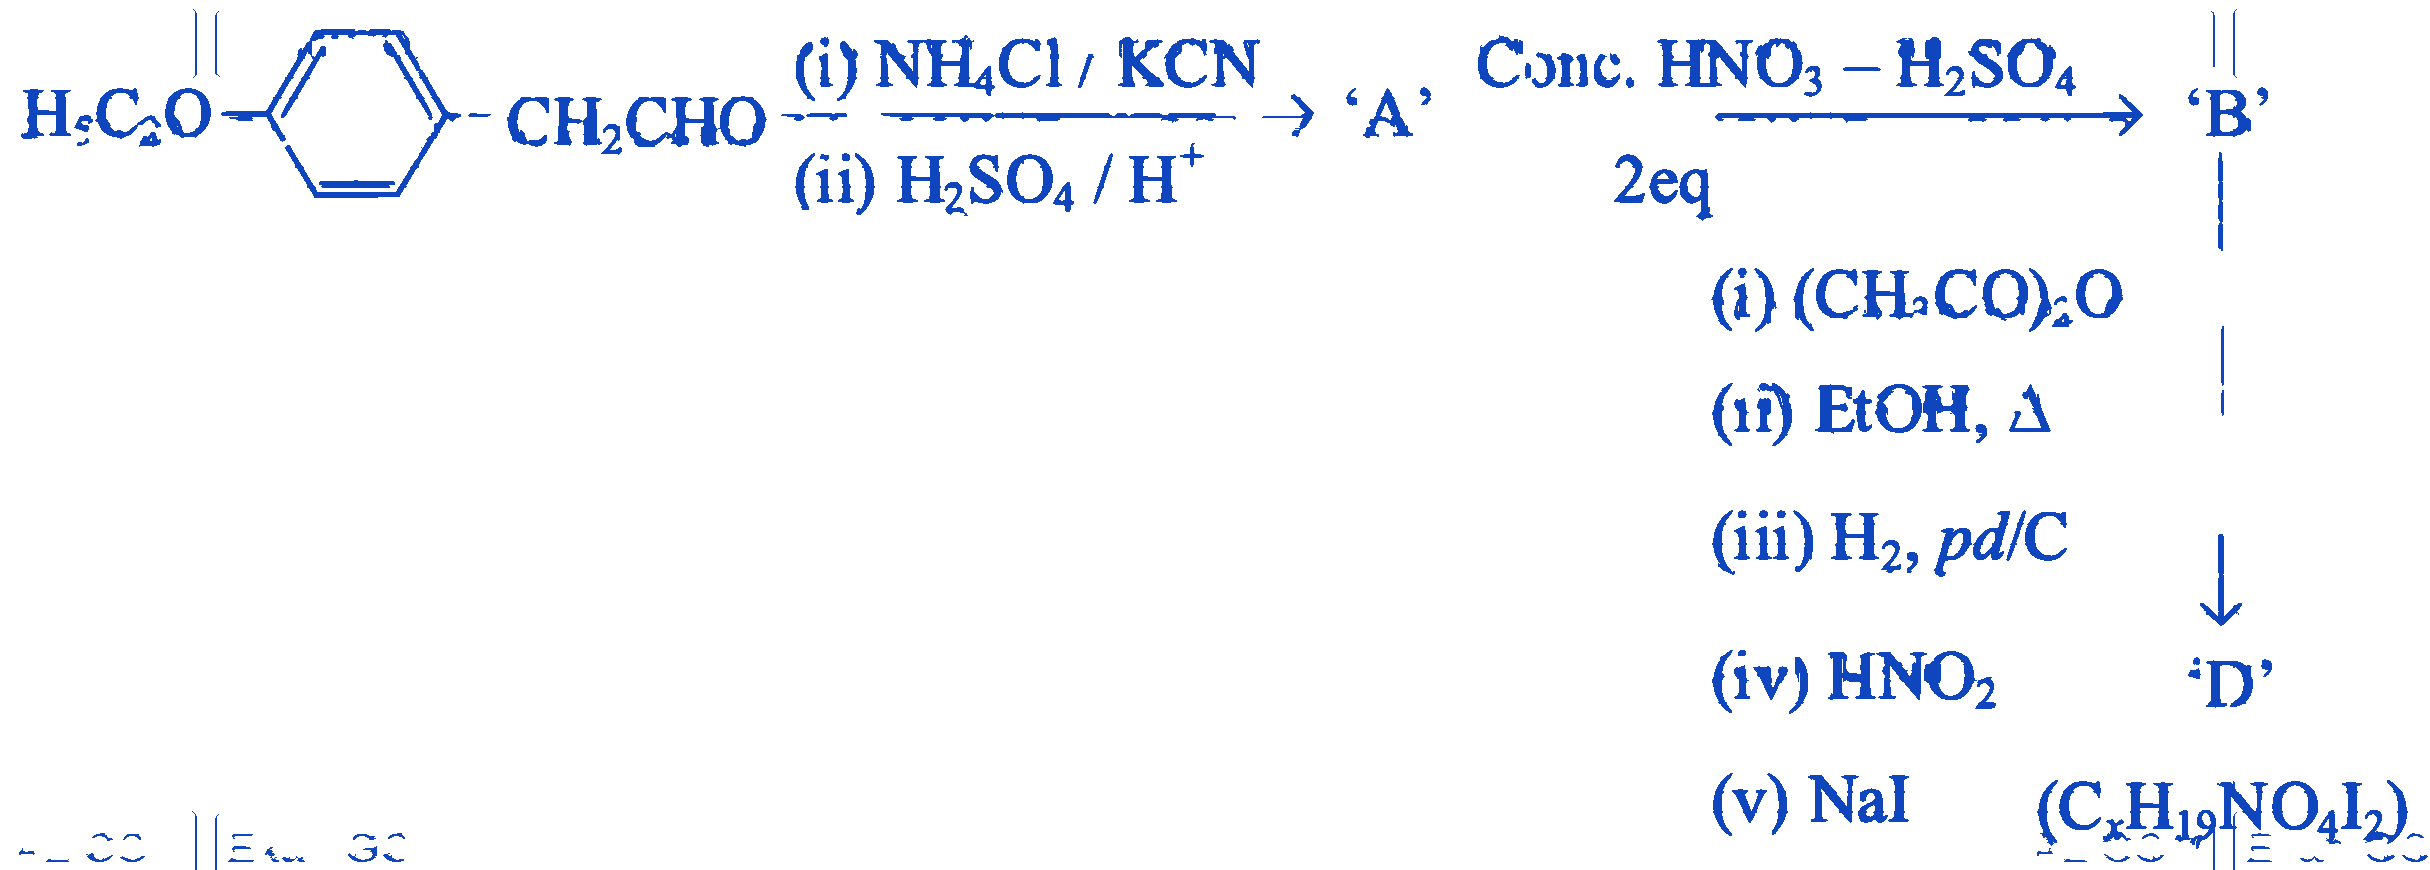 H₅C₂O CH₂CHO (i) NH₄Cl / KCN (ii) H₂SO₄ / H⁺ 'A' Conc. HNO₃ – H₂SO₄ 2eq 'B'
(i) (CH₃CO)₂O
(ii) EtOH, Δ
(iii) H₂, pd/C
(iv) HNO₂ 'D'
(v) NaI (CₓH₁₉NO₄I₂)